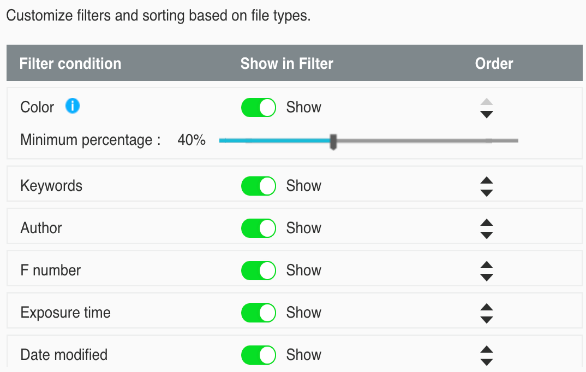 Customize filters and sorting based on file types.
Filter condition Show in Filter Order
Color i Show
Minimum percentage : 40%
Keywords Show
Author Show
F number Show
Exposure time Show
Date modified Show